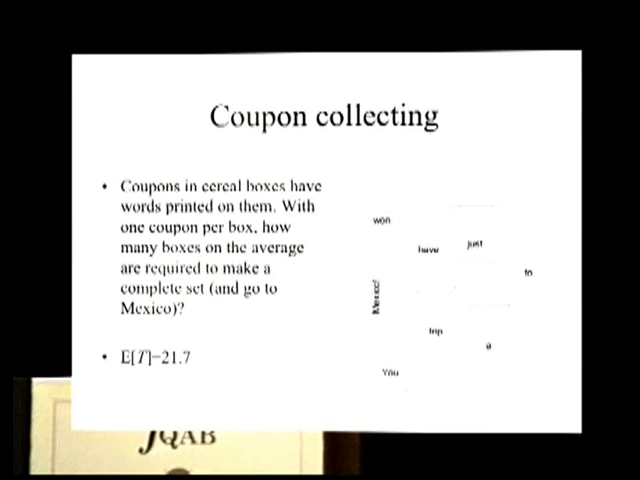 Coupon collecting
• Coupons in cereal boxes have
words printed on them. With
one coupon per box, how
many boxes on the average
are required to make a
complete set (and go to
Mexico)?
• E[T]=21.7
won
have
just
to
Mexico!
trip
a
You
JQAB